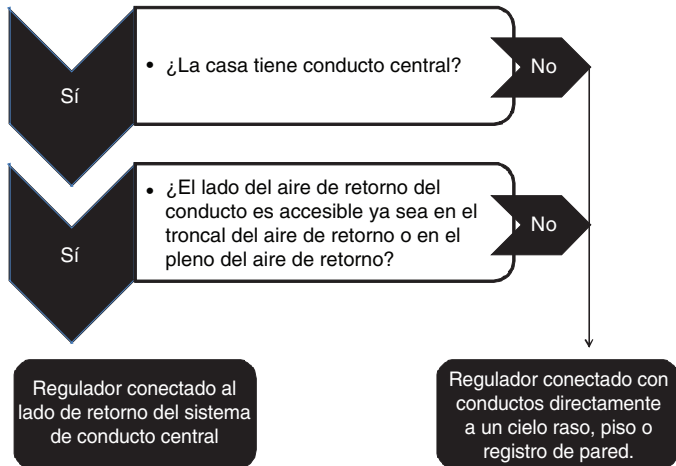 Sí
• ¿La casa tiene conducto central?
No
Sí
• ¿El lado del aire de retorno del
conducto es accesible ya sea en el
troncal del aire de retorno o en el
pleno del aire de retorno?
No
Regulador conectado al
lado de retorno del sistema
de conducto central
Regulador conectado con
conductos directamente
a un cielo raso, piso o
registro de pared.